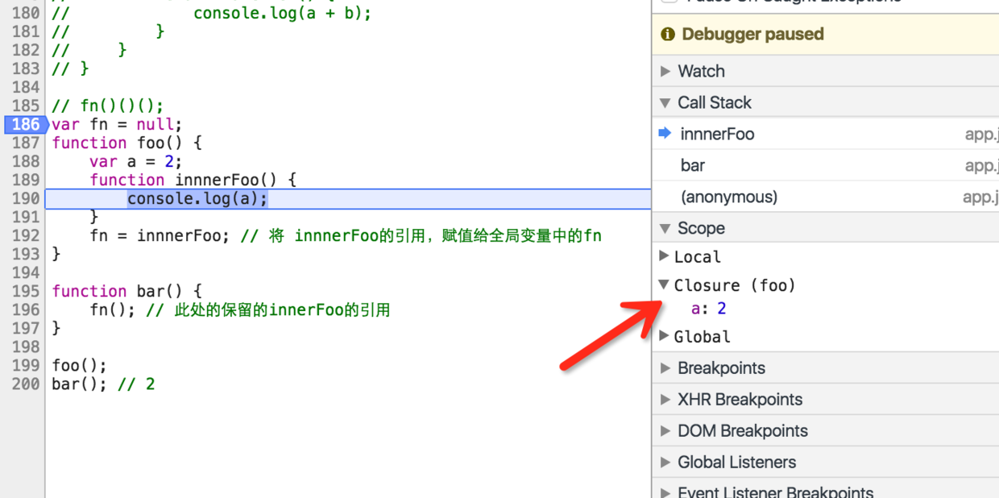 180 //             console.log(a + b);
181 //         }
182 //     }
183 // }
184
185 // fn()()();
186 var fn = null;
187 function foo() {
188     var a = 2;
189     function innnerFoo() {
190         console.log(a);
191     }
192     fn = innnerFoo; // 将 innnerFoo的引用，赋值给全局变量中的fn
193 }
194
195 function bar() {
196     fn(); // 此处的保留的innerFoo的引用
197 }
198
199 foo();
200 bar(); // 2
Debugger paused
Watch
Call Stack
innnerFoo app.j
bar app.j
(anonymous) app.j
Scope
Local
Closure (foo)
a: 2
Global
Breakpoints
XHR Breakpoints
DOM Breakpoints
Global Listeners
Event Listener Breakpoints